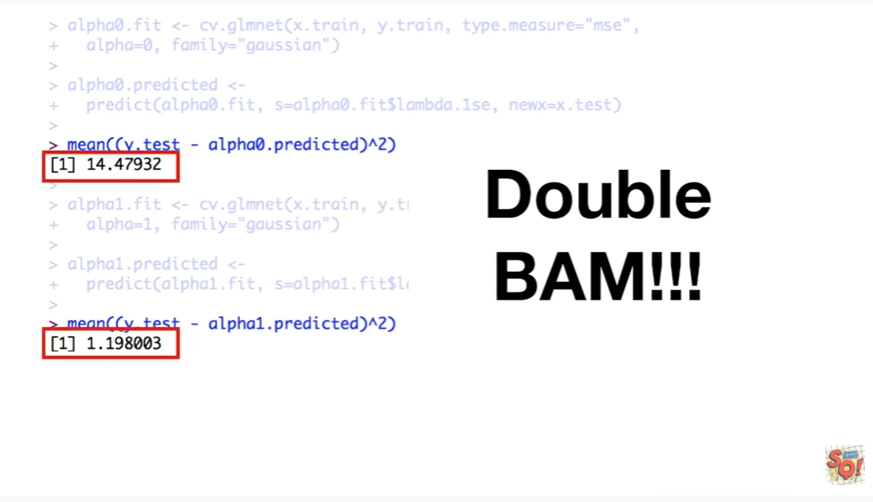 > alpha0.fit <- cv.glmnet(x.train, y.train, type.measure="mse",
+   alpha=0, family="gaussian")
>
> alpha0.predicted <-
+   predict(alpha0.fit, s=alpha0.fit$lambda.1se, newx=x.test)
>
> mean((y.test - alpha0.predicted)^2)
[1] 14.47932
>
> alpha1.fit <- cv.glmnet(x.train, y.tr
+   alpha=1, family="gaussian")
>
> alpha1.predicted <-
+   predict(alpha1.fit, s=alpha1.fit$l
>
> mean((y.test - alpha1.predicted)^2)
[1] 1.198003
Double
BAM!!!
SQ!